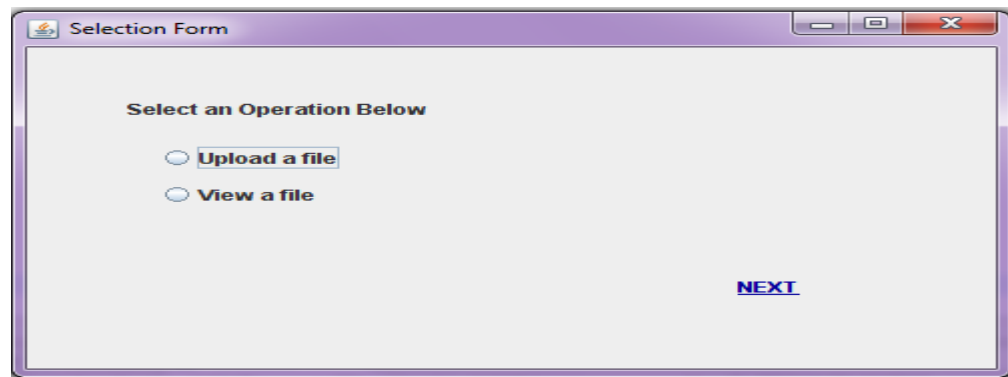 Selection Form
Select an Operation Below
Upload a file
View a file
NEXT